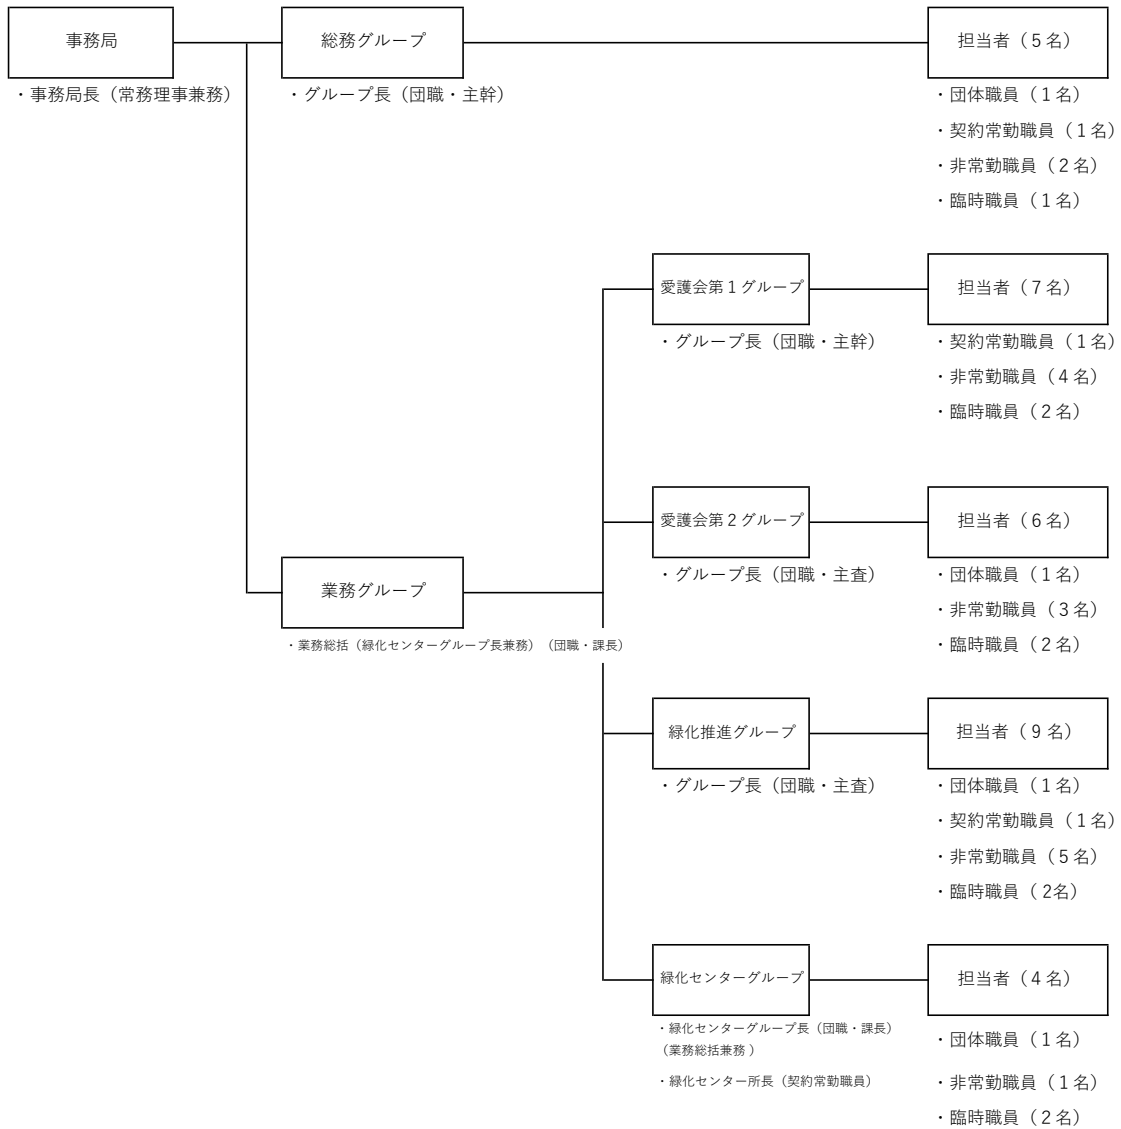 事務局
・事務局長（常務理事兼務）
総務グループ
・グループ長（団職・主幹）
担当者（５名）
・団体職員（１名）
・契約常勤職員（１名）
・非常勤職員（２名）
・臨時職員（１名）
業務グループ
・業務総括（緑化センターグループ長兼務）（団職・課長）
愛護会第１グループ
・グループ長（団職・主幹）
担当者（７名）
・契約常勤職員（１名）
・非常勤職員（４名）
・臨時職員（２名）
愛護会第２グループ
・グループ長（団職・主査）
担当者（６名）
・団体職員（１名）
・非常勤職員（３名）
・臨時職員（２名）
緑化推進グループ
・グループ長（団職・主査）
担当者（９名）
・団体職員（１名）
・契約常勤職員（１名）
・非常勤職員（５名）
・臨時職員（2名）
緑化センターグループ
・緑化センターグループ長（団職・課長）
（業務総括兼務 ）
・緑化センター所長（契約常勤職員）
担当者（４名）
・団体職員（１名）
・非常勤職員（１名）
・臨時職員（２名）